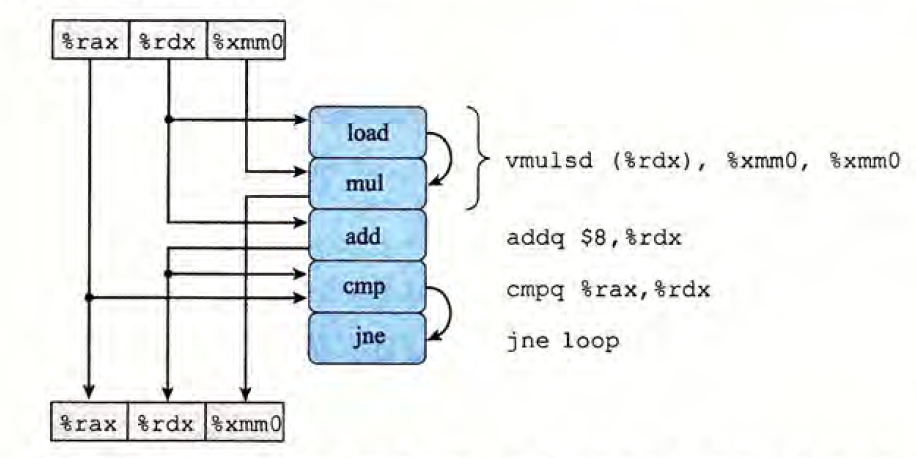 %rax %rdx %xmm0
load
mul
vmulsd (%rdx), %xmm0, %xmm0
add
addq $8,%rdx
cmp
cmpq %rax,%rdx
jne
jne loop
%rax %rdx %xmm0